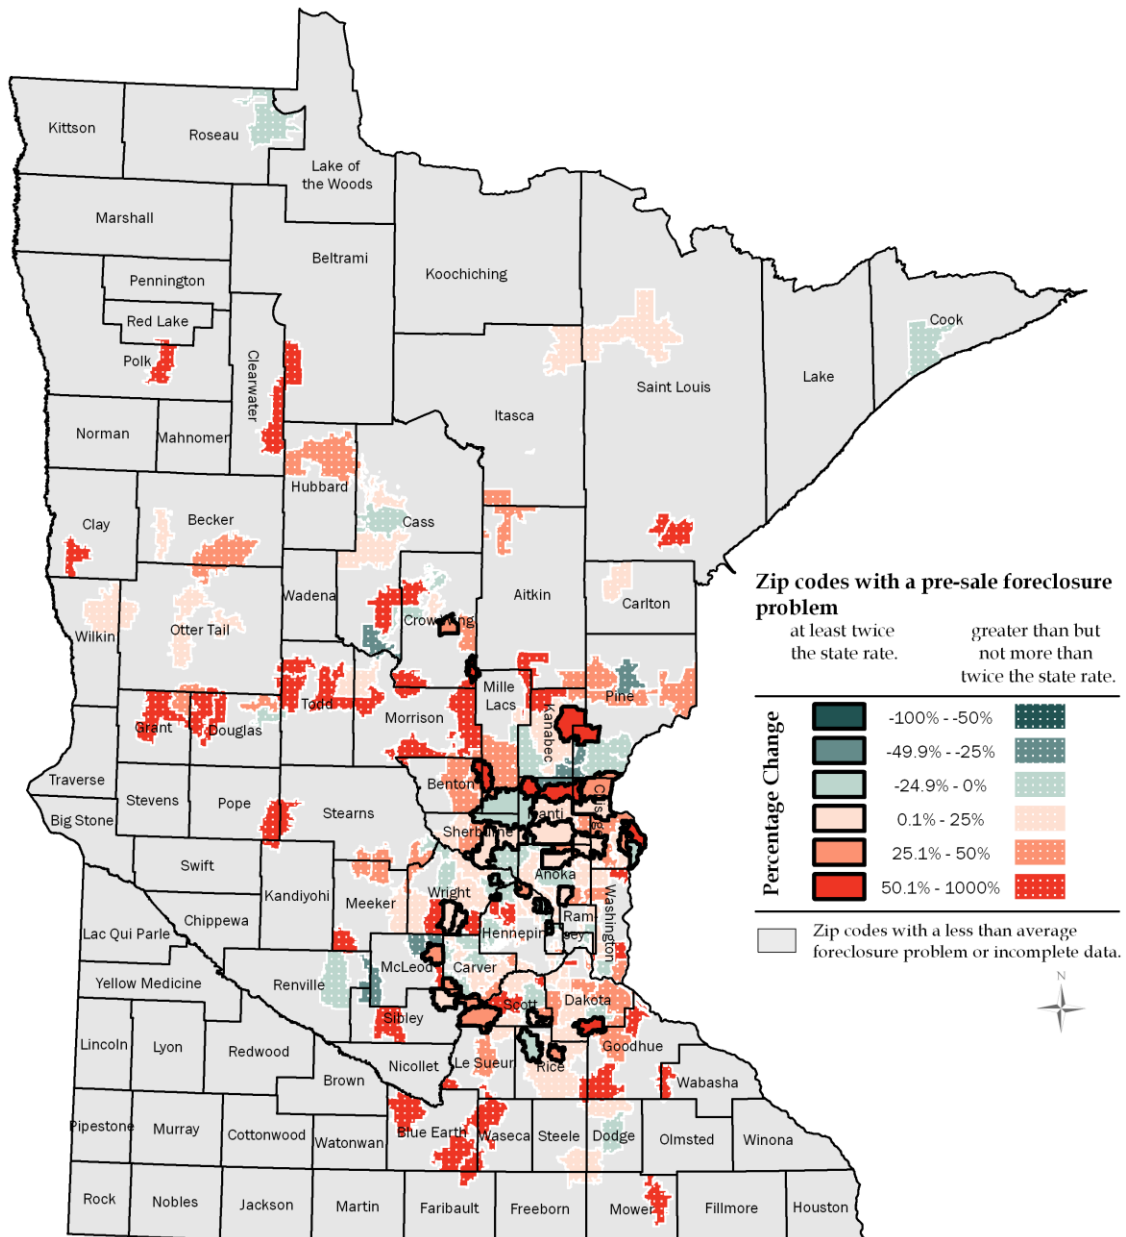 Kittson
Roseau
Lake of
the Woods
Marshall
Beltrami
Koochiching
Pennington
Red Lake
Polk
Clearwater
Cook
Lake
Saint Louis
Itasca
Norman
Mahnomen
Hubbard
Cass
Clay
Becker
Wadena
Aitkin
Carlton
Crow Wing
Wilkin
Otter Tail
Mille
Lacs
Pine
Todd
Morrison
Kanabec
Grant
Douglas
Traverse
Benton
Stevens
Pope
Stearns
Big Stone
Sherburne
anti
Chisago
Swift
Anoka
Kandiyohi
Meeker
Wright
Washington
Chippewa
Ram-
sey
Lac Qui Parle
Hennepin
McLeod
Carver
Yellow Medicine
Renville
Scott
Dakota
Sibley
Lincoln
Lyon
Redwood
Goodhue
Nicollet
Le Sueur
Rice
Brown
Wabasha
Pipestone
Murray
Cottonwood
Watonwan
Blue Earth
Waseca
Steele
Dodge
Olmsted
Winona
Rock
Nobles
Jackson
Martin
Faribault
Freeborn
Mower
Fillmore
Houston
Zip codes with a pre-sale foreclosure
problem
at least twice
the state rate.
greater than but
not more than
twice the state rate.
Percentage Change
-100% - -50%
-49.9% - -25%
-24.9% - 0%
0.1% - 25%
25.1% - 50%
50.1% - 1000%
Zip codes with a less than average
foreclosure problem or incomplete data.
N